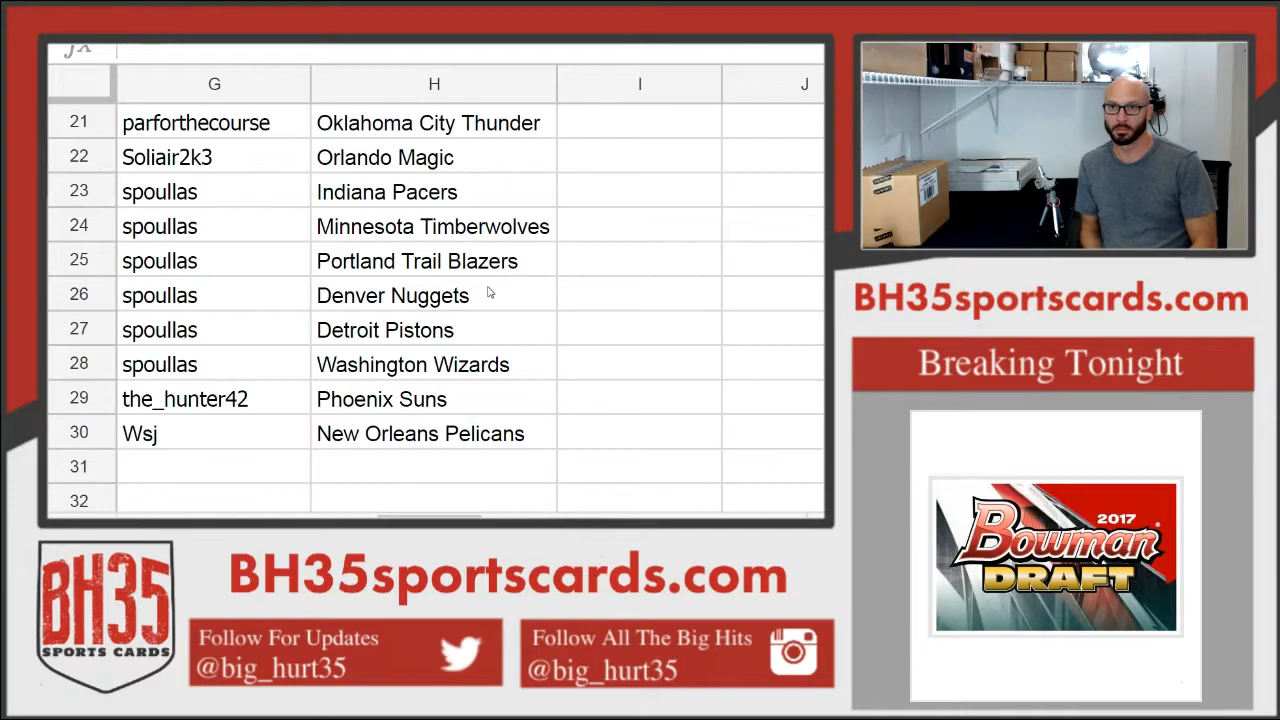 fx
G H I J
21 parforthecourse Oklahoma City Thunder
22 Soliair2k3 Orlando Magic
23 spoullas Indiana Pacers
24 spoullas Minnesota Timberwolves
25 spoullas Portland Trail Blazers
26 spoullas Denver Nuggets
27 spoullas Detroit Pistons
28 spoullas Washington Wizards
29 the_hunter42 Phoenix Suns
30 Wsj New Orleans Pelicans
31
32
BH35sportscards.com
Breaking Tonight
2017
Bowman
DRAFT
BH35
SPORTS CARDS
BH35sportscards.com
Follow For Updates
@big_hurt35
Follow All The Big Hits
@big_hurt35